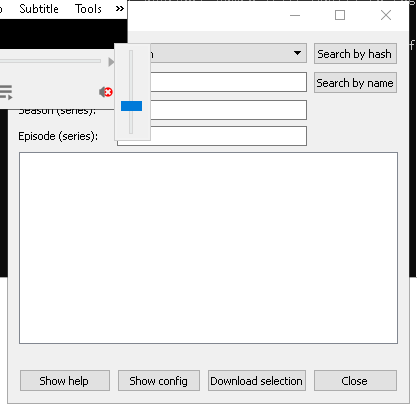 Subtitle Tools »
Search by hash
Search by name
Season (series):
Episode (series):
Show help Show config Download selection Close